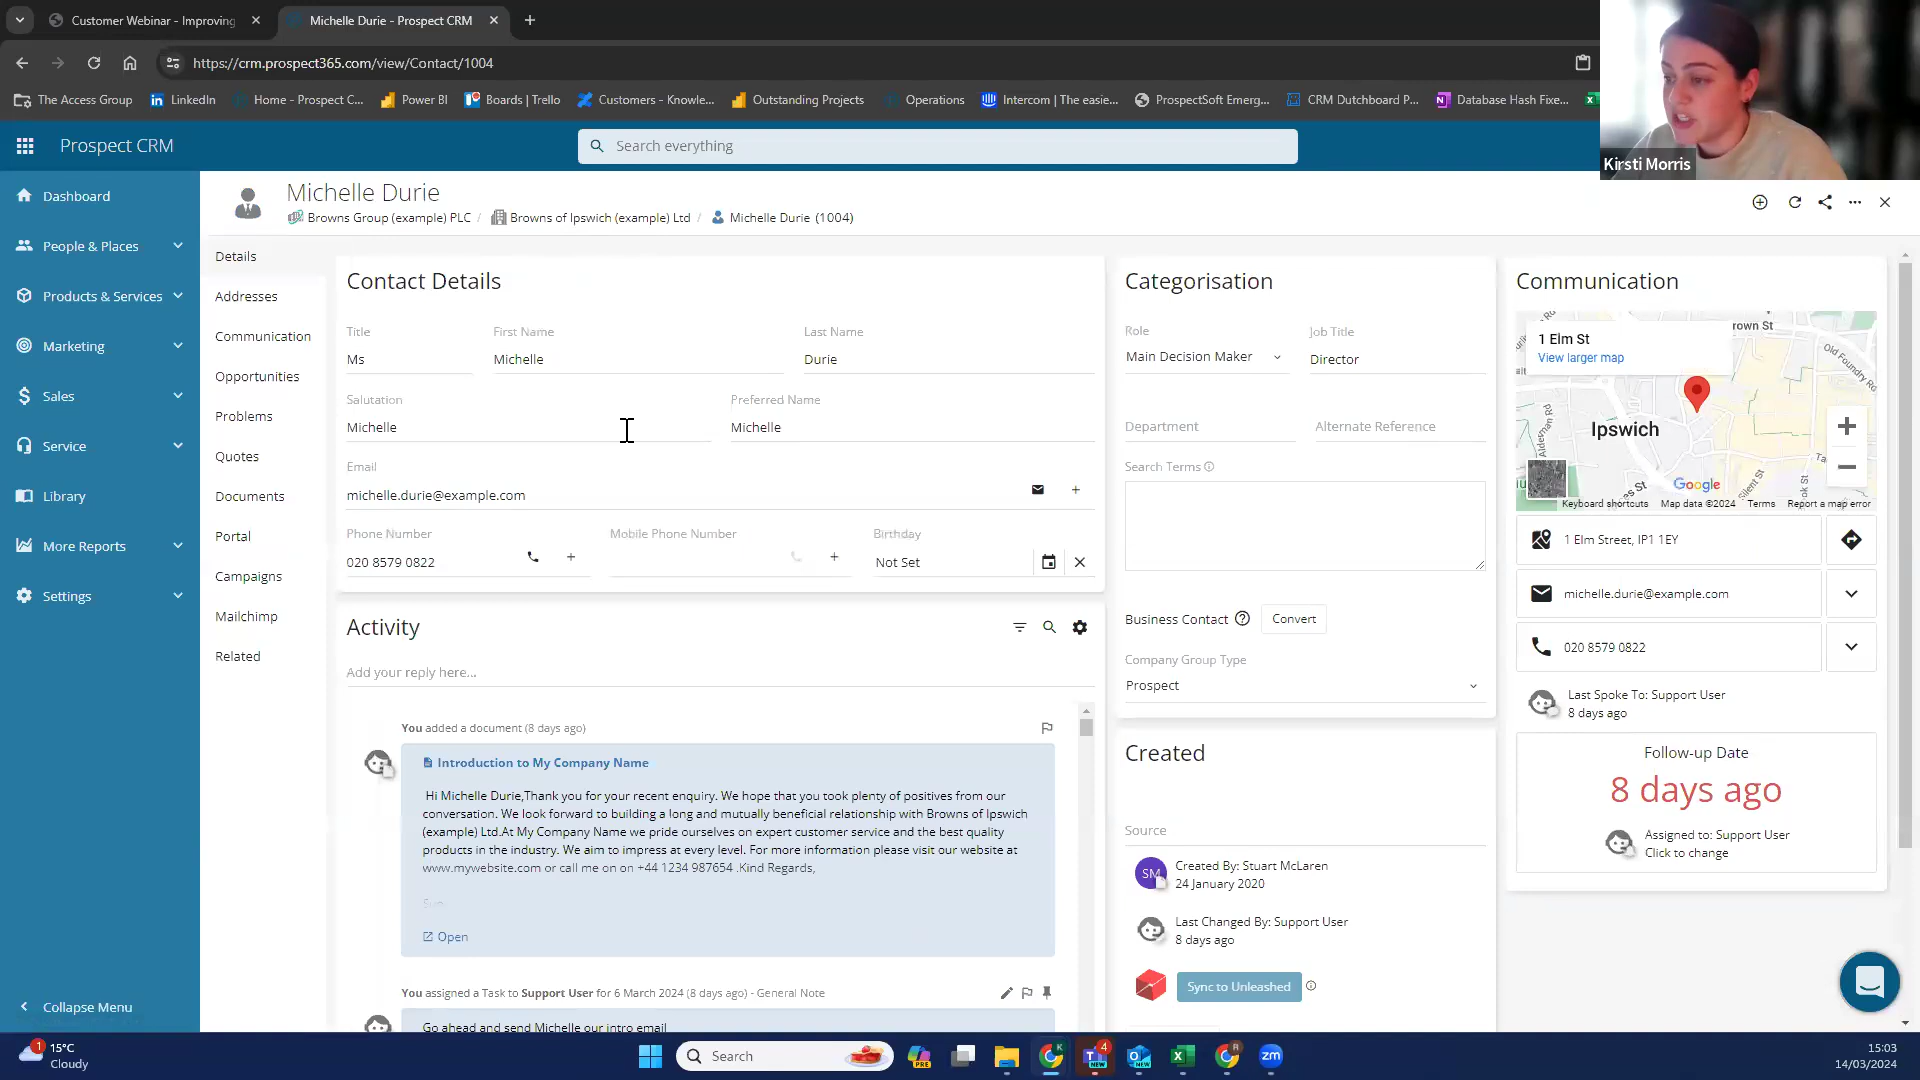 Customer Webinar - Improving
Michelle Durie - Prospect CRM
https://crm.prospect365.com/view/Contact/1004
The Access Group
LinkedIn
Home - Prospect C...
Power BI
Boards | Trello
Customers - Knowle...
Outstanding Projects
Operations
Intercom | The easie...
ProspectSoft Emerg...
CRM Dutchboard P...
Database Hash Fixe...
Kirsti Morris
Prospect CRM
Search everything
Dashboard
People & Places
Products & Services
Marketing
Sales
Service
Library
More Reports
Settings
Collapse Menu
Michelle Durie
Browns Group (example) PLC / Browns of Ipswich (example) Ltd / Michelle Durie (1004)
Details
Addresses
Communication
Opportunities
Problems
Quotes
Documents
Portal
Campaigns
Mailchimp
Related
Contact Details
Title
Ms
First Name
Michelle
Last Name
Durie
Salutation
Michelle
Preferred Name
Michelle
Email
michelle.durie@example.com
Phone Number
020 8579 0822
Mobile Phone Number
Birthday
Not Set
Activity
Add your reply here...
You added a document (8 days ago)
Introduction to My Company Name
Hi Michelle Durie,Thank you for your recent enquiry. We hope that you took plenty of positives from our
conversation. We look forward to building a long and mutually beneficial relationship with Browns of Ipswich
(example) Ltd.At My Company Name we pride ourselves on expert customer service and the best quality
products in the industry. We aim to impress at every level. For more information please visit our website at
www.mywebsite.com or call me on on +44 1234 987654 .Kind Regards,
Open
You assigned a Task to Support User for 6 March 2024 (8 days ago) - General Note
Go ahead and send Michelle our intro email
Categorisation
Role
Main Decision Maker
Job Title
Director
Department
Alternate Reference
Search Terms
Business Contact
Convert
Company Group Type
Prospect
Created
Source
SM
Created By: Stuart McLaren
24 January 2020
Last Changed By: Support User
8 days ago
Sync to Unleashed
Communication
1 Elm St
View larger map
rown St
Old Foundry Rd
Alderman Rd
Ipswich
Silent St
Google
Keyboard shortcuts
Map data ©2024
Terms
Report a map error
1 Elm Street, IP1 1EY
michelle.durie@example.com
020 8579 0822
Last Spoke To: Support User
8 days ago
Follow-up Date
8 days ago
Assigned to: Support User
Click to change
1
15°C
Cloudy
Search
PRE
K
4
NEW
NEW
R
zm
15:03
14/03/2024